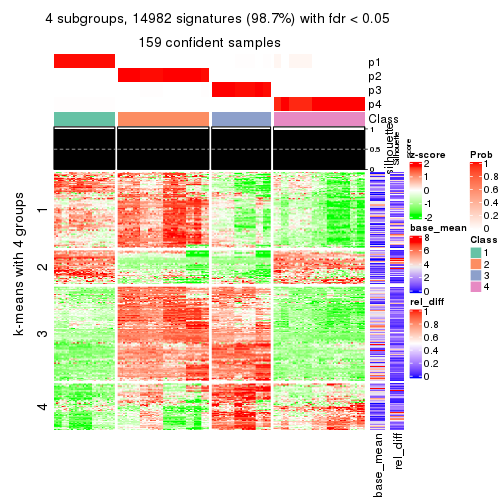 4 subgroups, 14982 signatures (98.7%) with fdr < 0.05
159 confident samples
p1
p2
p3
p4
Class
1
0.5
0
silhouette
Silhouette
score
k-means with 4 groups
1
2
3
4
base_mean
rel_diff
z-score
2
1
0
-1
-2
base_mean
8
6
4
2
0
rel_diff
1
0.8
0.6
0.4
0.2
0
Prob
1
0.8
0.6
0.4
0.2
0
Class
1
2
3
4